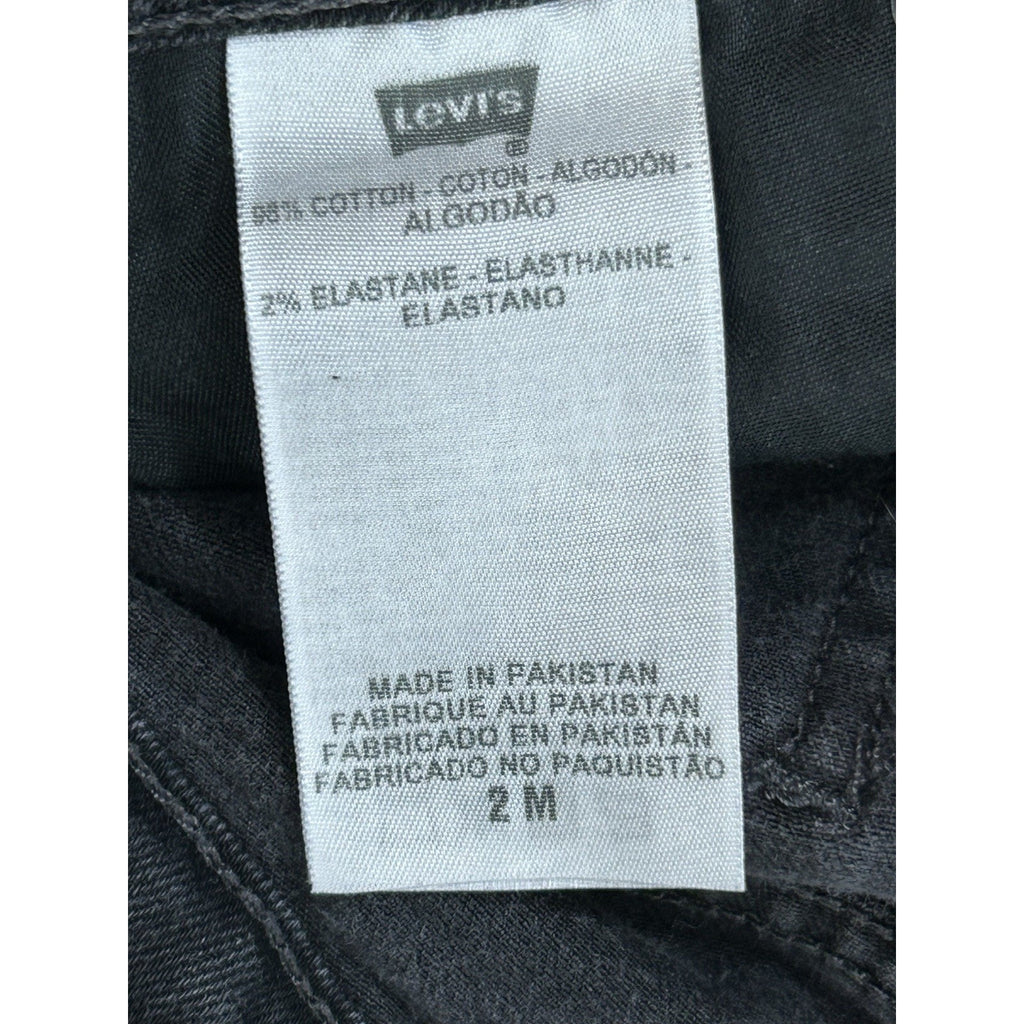 Levi's
®
98% COTTON - COTON - ALGODÓN -
ALGODÃO
2% ELASTANE - ELASTHANNE -
ELASTANO
MADE IN PAKISTAN
FABRIQUE AU PAKISTAN
FABRICADO EN PAKISTÁN
FABRICADO NO PAQUISTÃO
2 M